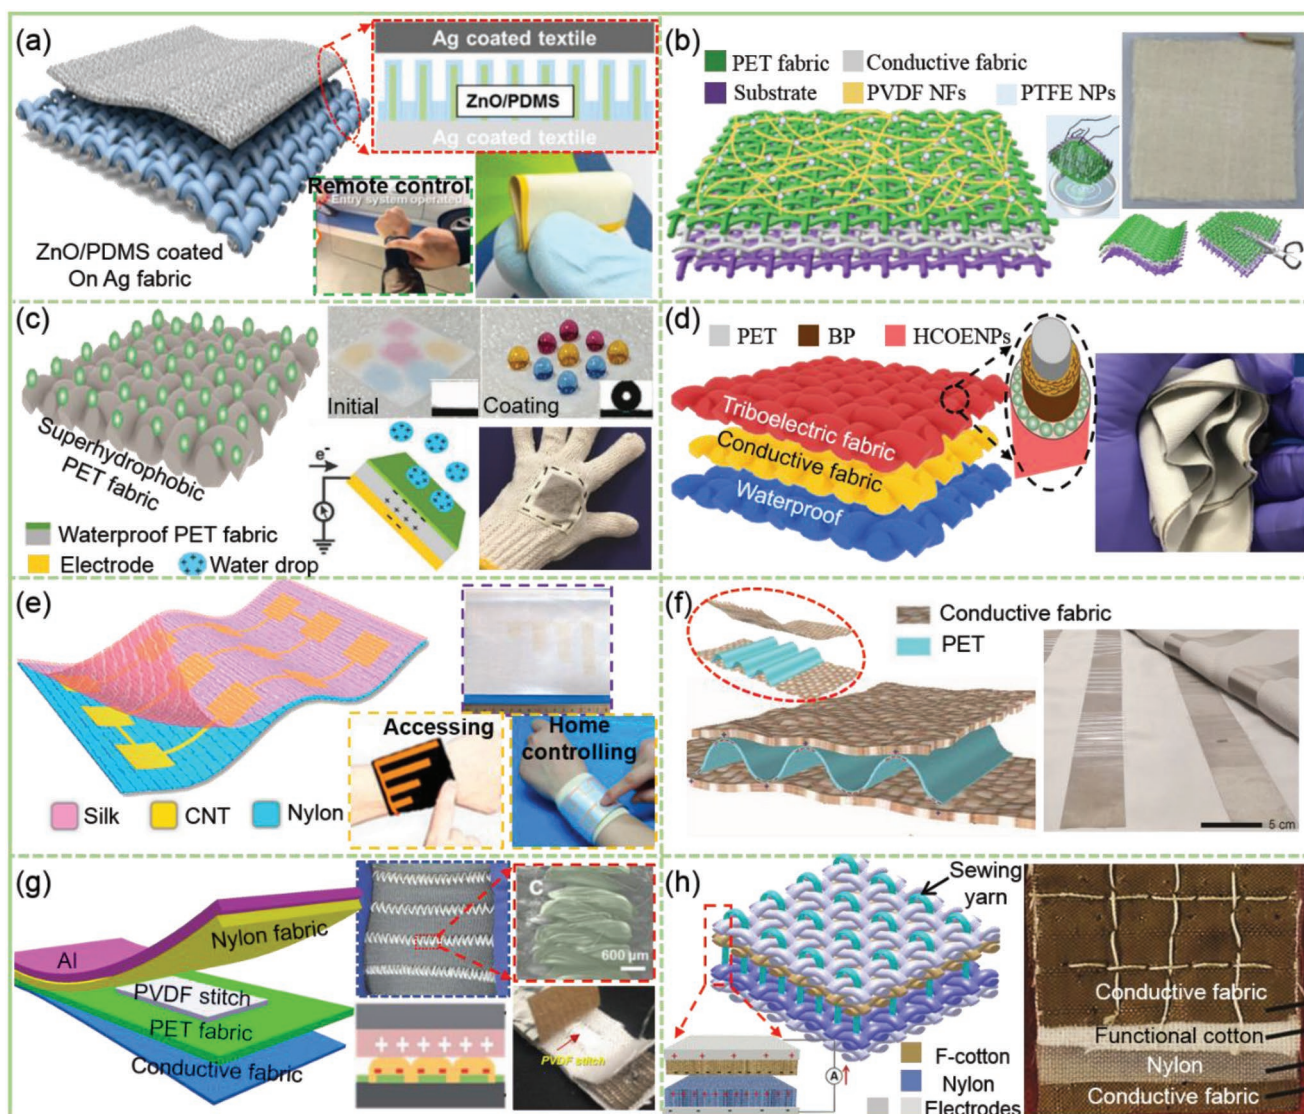 (a)
Ag coated textile
ZnO/PDMS
Ag coated textile
Remote control
Entry system operated
ZnO/PDMS coated
On Ag fabric
(b)
PET fabric
Conductive fabric
Substrate
PVDF NFs
PTFE NPs
(c)
Superhydrophobic
PET fabric
Initial
Coating
e-
Waterproof PET fabric
Electrode
Water drop
(d)
PET
BP
HCOENPs
Triboelectric fabric
Conductive fabric
Waterproof
(e)
Accessing
Home
controlling
Silk
CNT
Nylon
(f)
Conductive fabric
PET
5 cm
(g)
Nylon fabric
Al
PVDF stitch
PET fabric
Conductive fabric
C
600 μm
PVDF stitch
(h)
Sewing
yarn
A
F-cotton
Nylon
Electrodes
Conductive fabric
Functional cotton
Nylon
Conductive fabric